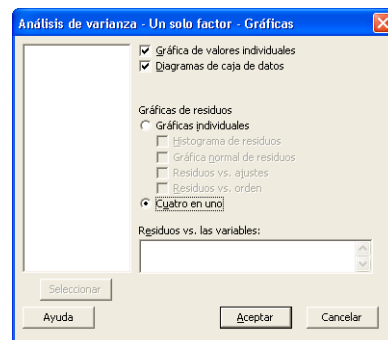 Análisis de varianza - Un solo factor - Gráficas
Gráfica de valores individuales
Diagramas de caja de datos
Gráficas de residuos
Gráficas individuales
Histograma de residuos
Gráfica normal de residuos
Residuos vs. ajustes
Residuos vs. orden
Cuatro en uno
Residuos vs. las variables:
Seleccionar
Ayuda
Aceptar
Cancelar